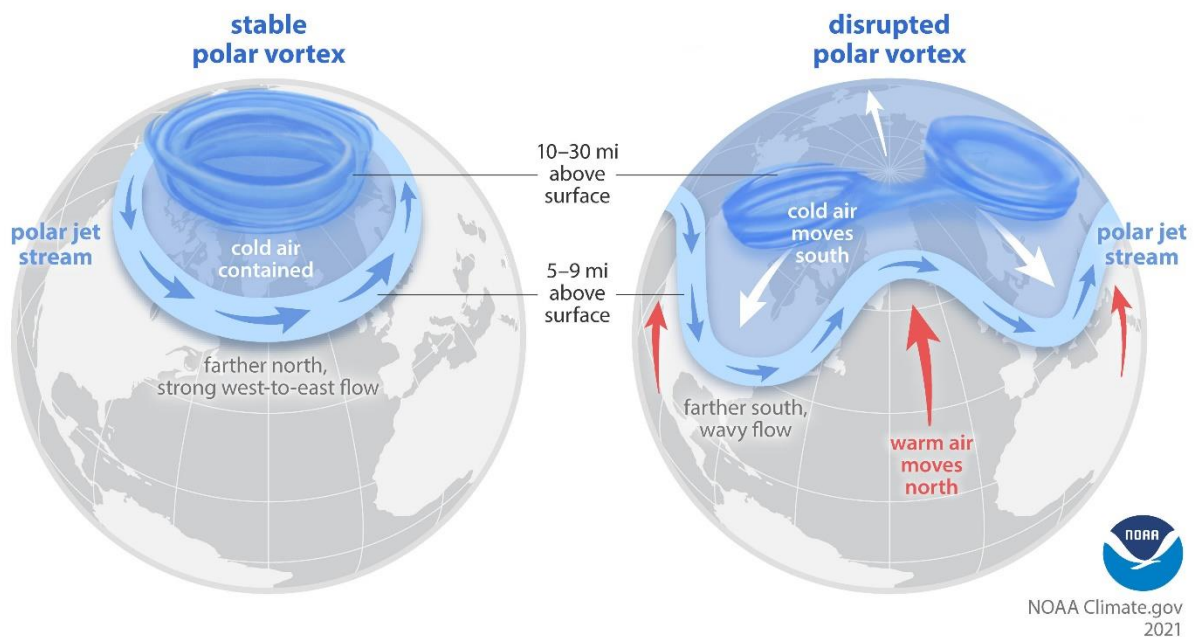 stable
polar vortex
disrupted
polar vortex
10–30 mi
above
surface
polar jet
stream
cold air
contained
5–9 mi
above
surface
farther north,
strong west-to-east flow
cold air
moves
south
polar jet
stream
farther south,
wavy flow
warm air
moves
north
NOAA
NOAA Climate.gov
2021